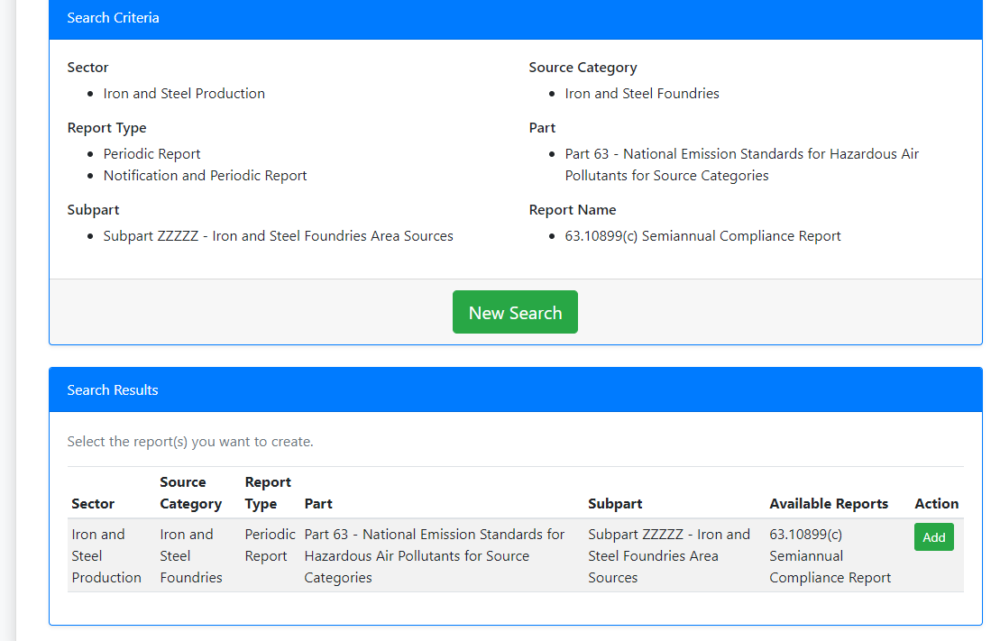 Search Criteria
Sector
Iron and Steel Production
Source Category
Iron and Steel Foundries
Report Type
Periodic Report
Notification and Periodic Report
Part
Part 63 - National Emission Standards for Hazardous Air
Pollutants for Source Categories
Subpart
Subpart ZZZZZ - Iron and Steel Foundries Area Sources
Report Name
63.10899(c) Semiannual Compliance Report
New Search
Search Results
Select the report(s) you want to create.
Sector
Source
Category
Report
Type
Part
Subpart
Available Reports
Action
Iron and
Steel
Production
Iron and
Steel
Foundries
Periodic
Report
Part 63 - National Emission Standards for
Hazardous Air Pollutants for Source
Categories
Subpart ZZZZZ - Iron and
Steel Foundries Area
Sources
63.10899(c)
Semiannual
Compliance Report
Add